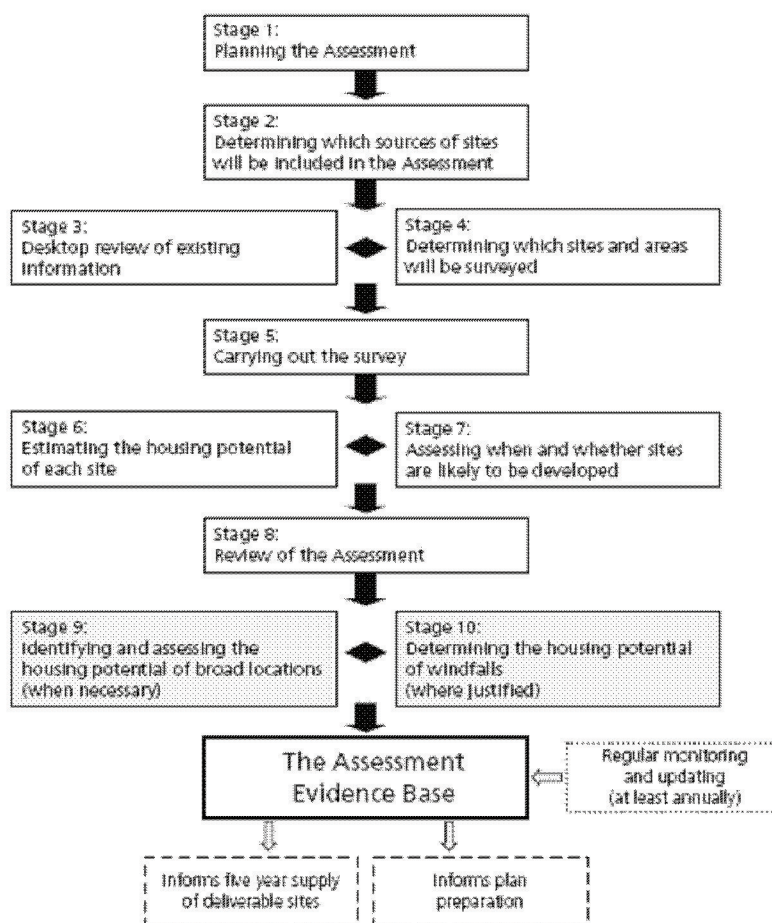 Stage 1:
Planning the Assessment
Stage 2:
Determining which sources of sites
will be included in the Assessment
Stage 3:
Desktop review of existing
information
Stage 4:
Determining which sites and areas
will be surveyed
Stage 5:
Carrying out the survey
Stage 6:
Estimating the housing potential
of each site
Stage 7:
Assessing when and whether sites
are likely to be developed
Stage 8:
Review of the Assessment
Stage 9:
Identifying and assessing the
housing potential of broad locations
(when necessary)
Stage 10:
Determining the housing potential
of windfalls
(where justified)
The Assessment
Evidence Base
Regular monitoring
and updating
(at least annually)
Informs five year supply
of deliverable sites
Informs plan
preparation